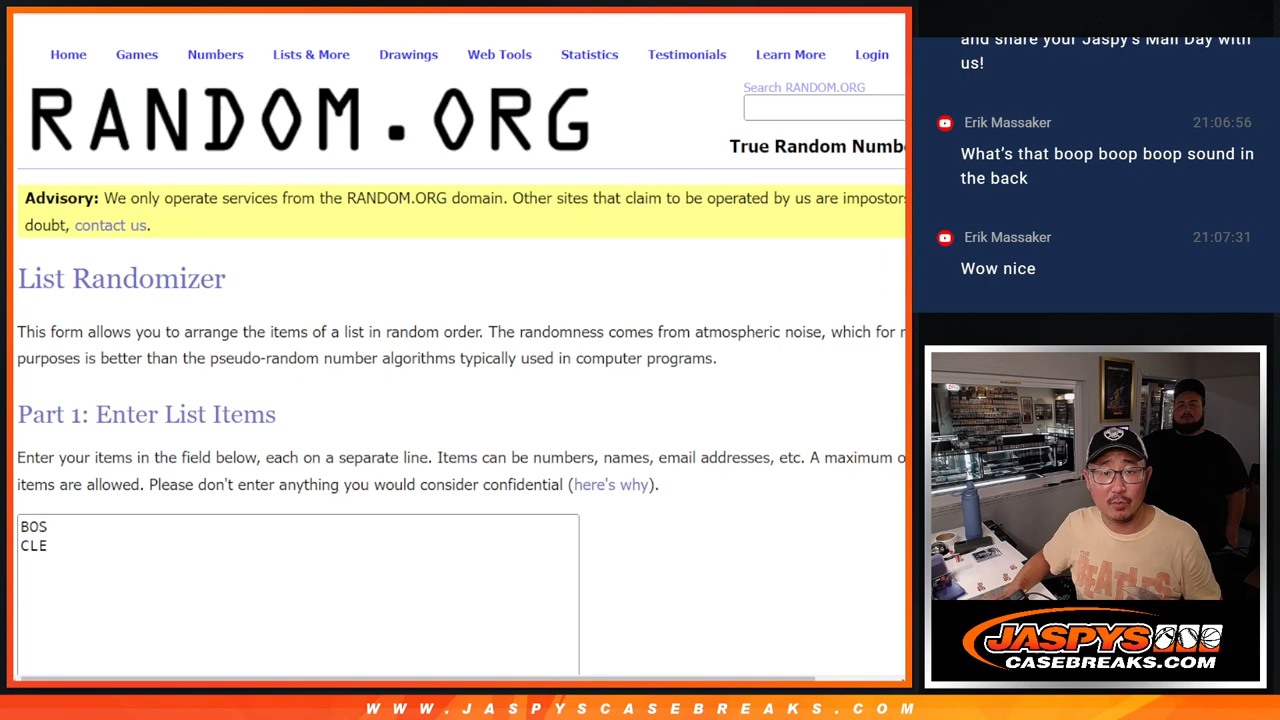 Home Games Numbers Lists & More Drawings Web Tools Statistics Testimonials Learn More Login
RANDOM.ORG
Search RANDOM.ORG
True Random
Advisory: We only operate services from the RANDOM.ORG domain. Other sites that claim to be operated by us are
doubt, contact us.
List Randomizer
This form allows you to arrange the items of a list in random order. The randomness comes from atmospheric noise, which for
purposes is better than the pseudo-random number algorithms typically used in computer programs.
Part 1: Enter List Items
Enter your items in the field below, each on a separate line. Items can be numbers, names, email addresses, etc. A maximum
items are allowed. Please don't enter anything you would consider confidential (here's why).
BOS
CLE
and share your Jaspy's Mail Day with
us!
Erik Massaker 21:06:56
What's that boop boop boop sound in
the back
Erik Massaker 21:07:31
Wow nice
BEATLES
JASPYS
CASEBREAKS.COM
WWW.JASPYSCASEBREAKS.COM